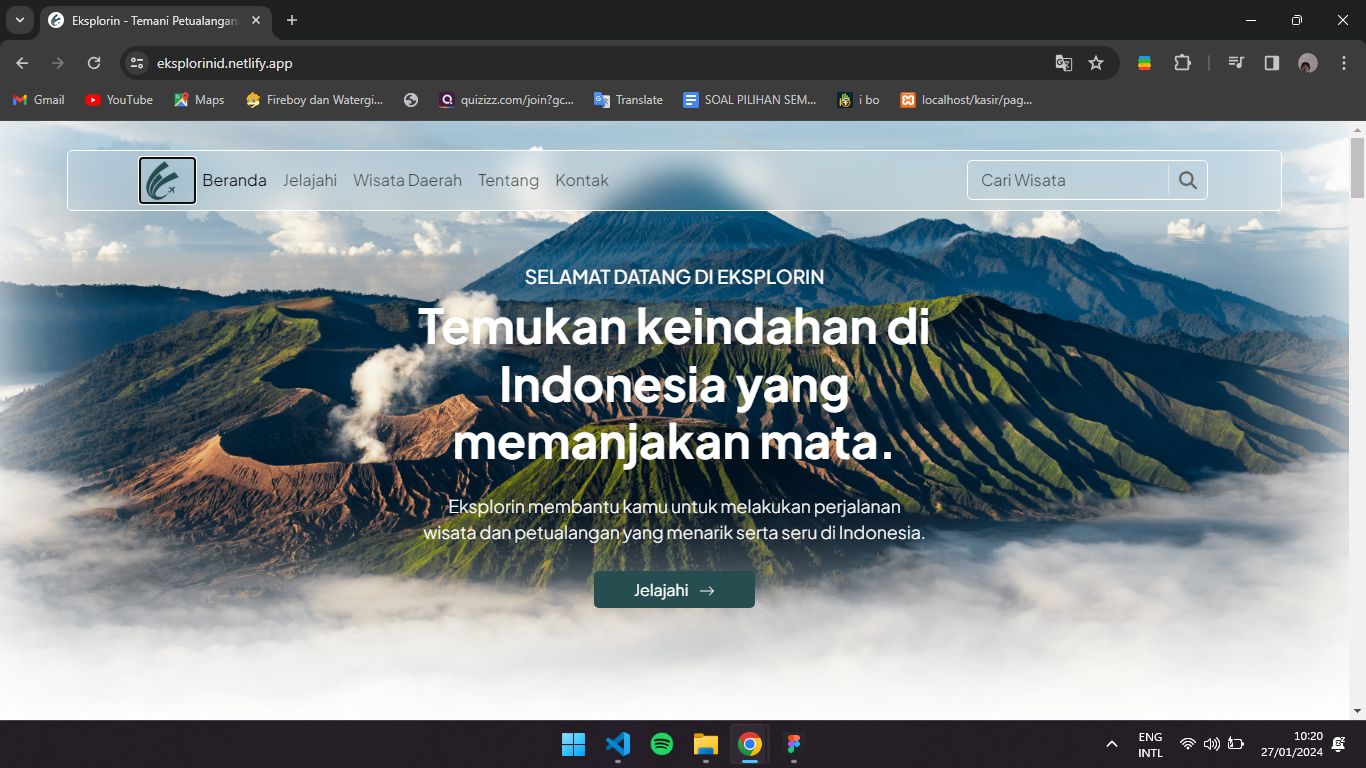 Eksplorin - Temani Petualangan
eksplorinid.netlify.app
Gmail
YouTube
Maps
Fireboy dan Watergi...
quizizz.com/join?gc...
Translate
SOAL PILIHAN SEM...
i bo
localhost/kasir/pag...
Beranda
Jelajahi
Wisata Daerah
Tentang
Kontak
Cari Wisata
SELAMAT DATANG DI EKSPLORIN
Temukan keindahan di
Indonesia yang
memanjakan mata.
Eksplorin membantu kamu untuk melakukan perjalanan
wisata dan petualangan yang menarik serta seru di Indonesia.
Jelajahi
ENG
INTL
10:20
27/01/2024